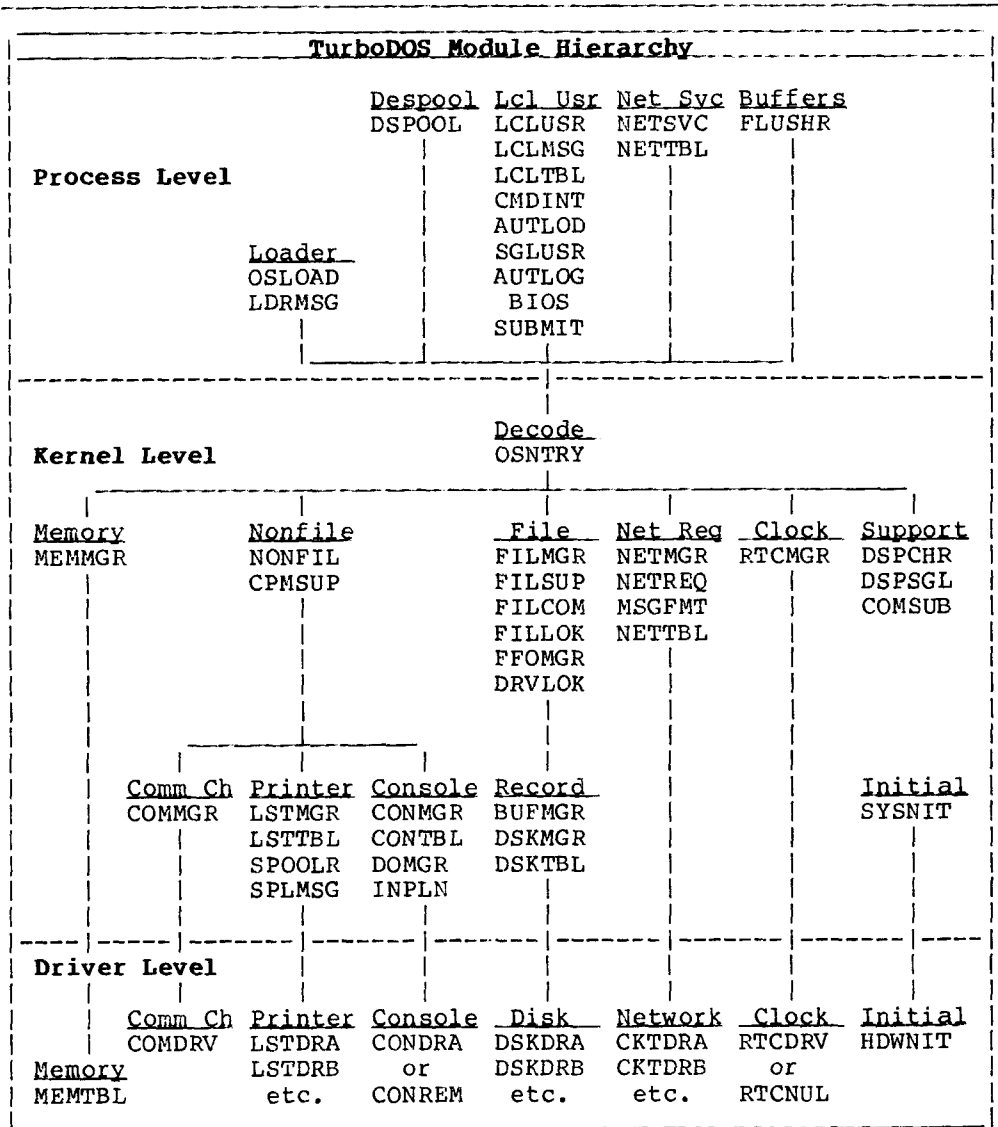 TurboDOS Module Hierarchy
Despool Lcl Usr Net Svc Buffers
DSPOOL LCLUSR NETSVC FLUSHR
LCLMSG NETTBL
Process Level LCLTBL
CMDINT
AUTLOD
Loader SGLUSR
OSLOAD AUTLOG
LDRMSG BIOS
SUBMIT
Decode
Kernel Level OSNTRY
Memory Nonfile File Net Req Clock Support
MEMMGR NONFIL FILMGR NETMGR RTCMGR DSPCHR
CPMSUP FILSUP NETREQ DSPSGL
FILCOM MSGFMT COMSUB
FILLOK NETTBL
FFOMGR
DRVLOK
Comm Ch Printer Console Record Initial
COMMGR LSTMGR CONMGR BUFMGR SYSNIT
LSTTBL CONTBL DSKMGR
SPOOLR DOMGR DSKTBL
SPLMSG INPLN
Driver Level
Comm Ch Printer Console Disk Network Clock Initial
COMDRV LSTDRA CONDRA DSKDRA CKTDRA RTCDRV HDWNIT
Memory LSTDRB or DSKDRB CKTDRB or
MEMTBL etc. CONREM etc. etc. RTCNUL